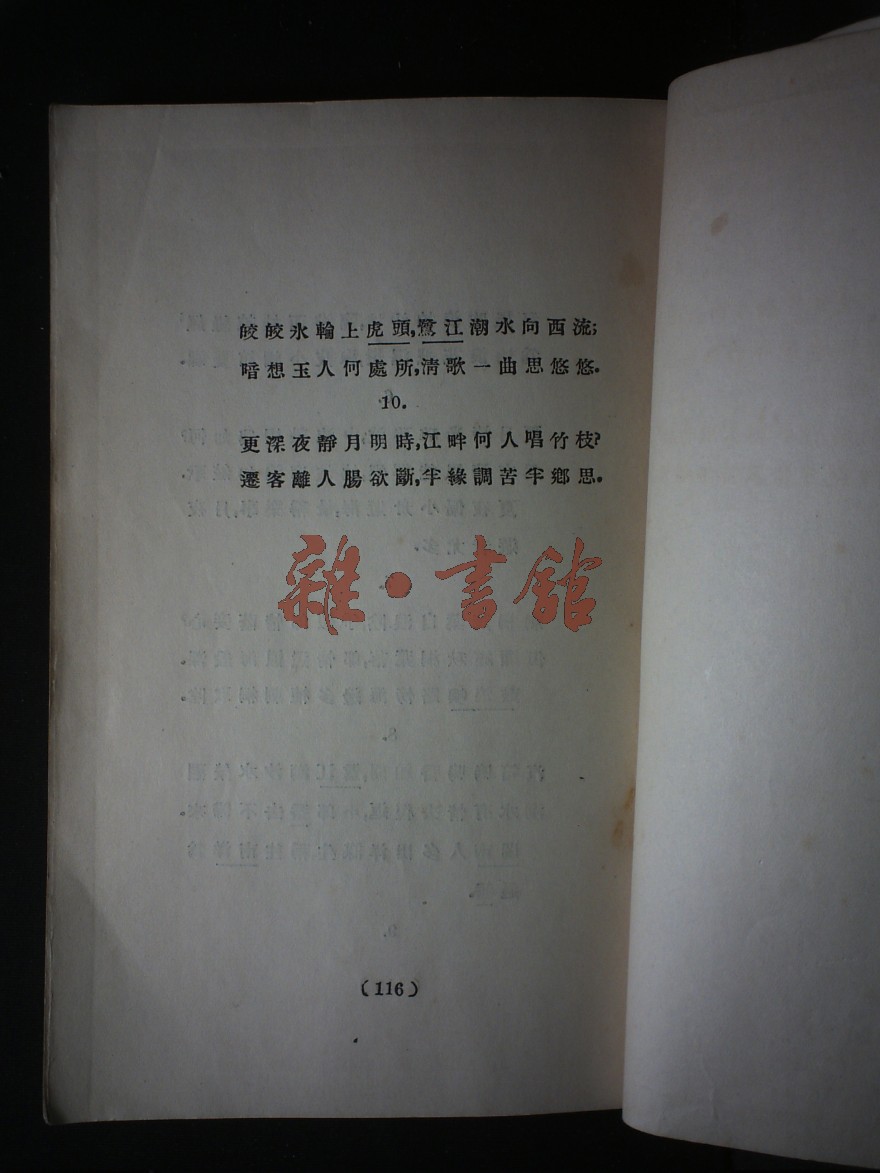 皎皎氷輪上虎頭,鷺江潮水向西流;
暗想玉人何處所,淸歌一曲思悠悠.
10.
更深夜靜月明時,江畔何人唱竹枝?
遷客離人腸欲斷,半緣調苦半鄉思.
雜·書館
(116)